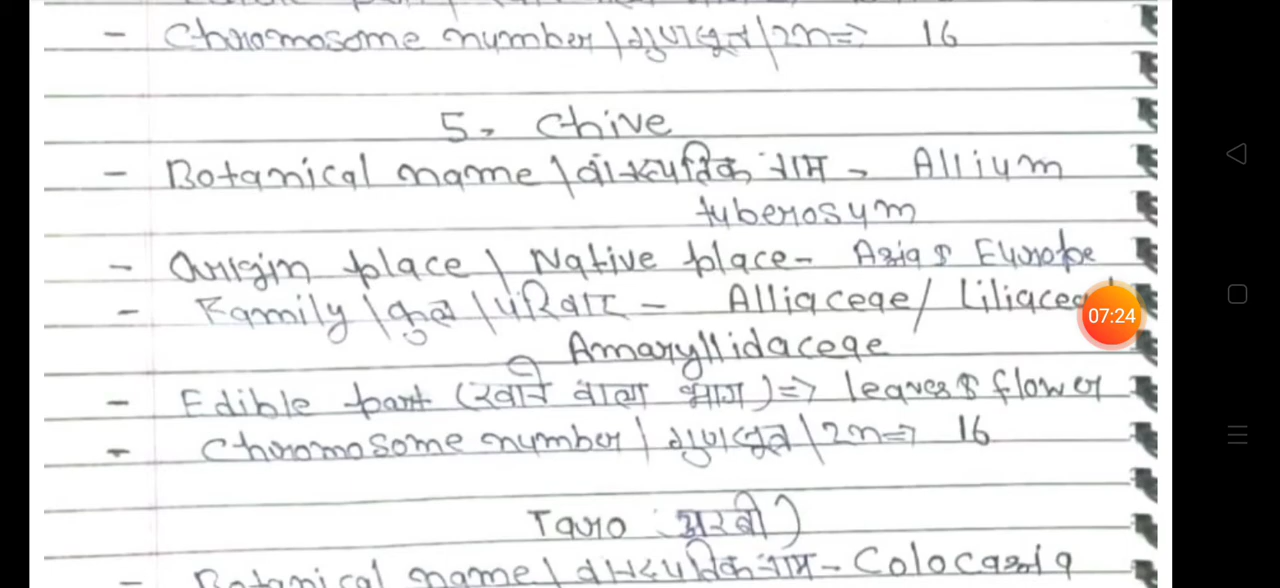 - Chromosome number | गुणसूत्र | 2n => 16
5. Chive
- Botanical name | वानस्पतिक नाम - Allium
tuberosum
- Origin place | Native place - Asia & Europe
- Family | कुल | परिवार - Alliaceae / Liliaceae
07:24
Amaryllidaceae
- Edible part (खाने वाला भाग) => leaves & flower
- Chromosome number | गुणसूत्र | 2n => 16
Taro अरबी)
- Botanical name | वानस्पतिक नाम - Colocasia